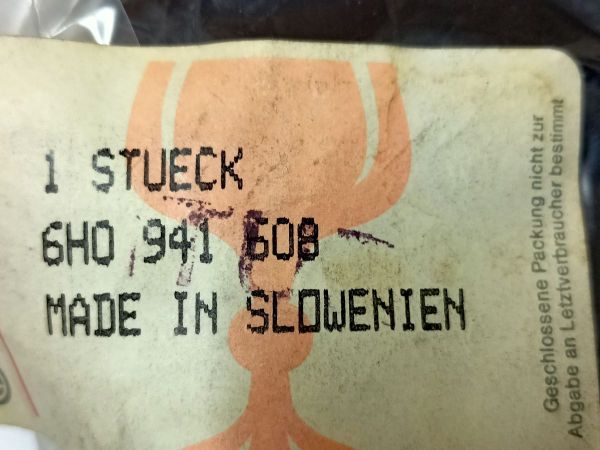 1 STUECK
6H0 941 608
MADE IN SLOWENIEN
Geschlossene Packung nicht zur
Abgabe an Letztverbraucher bestimmt